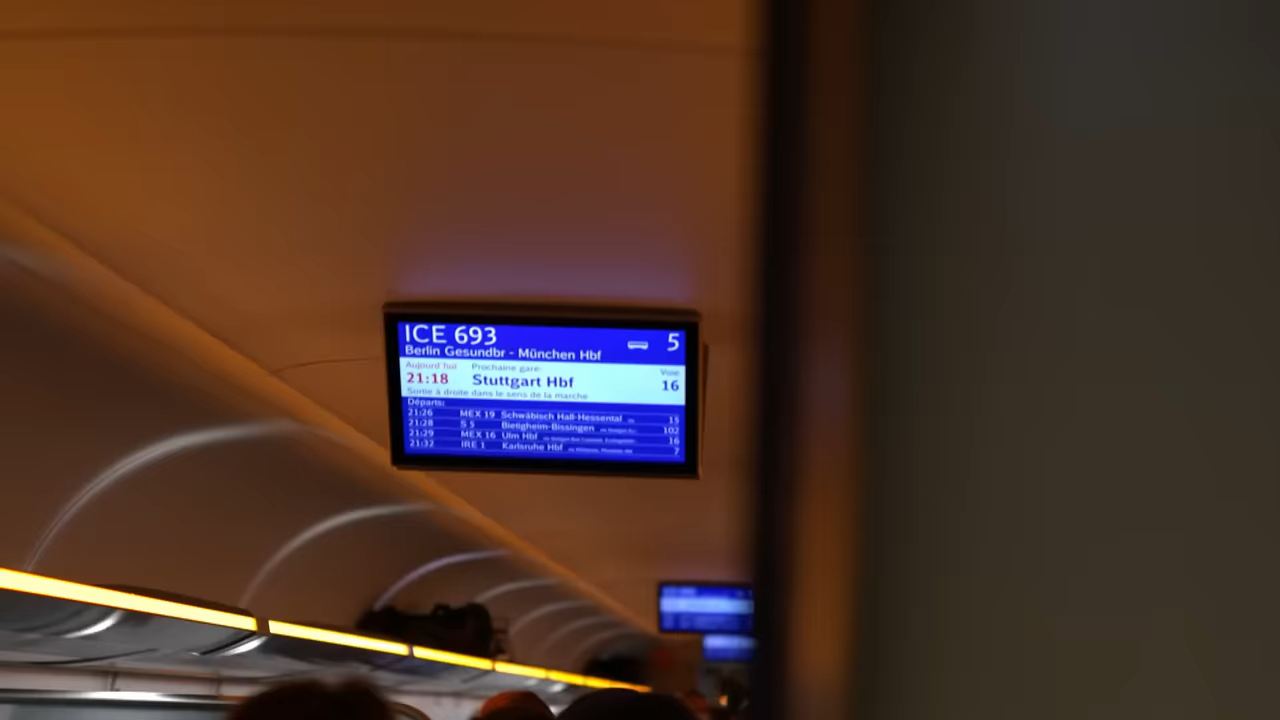 ICE 693 5
Berlin Gesundbr - München Hbf
Aujourd'hui Prochaine gare: Voie
21:18 Stuttgart Hbf 16
Sortie à droite dans le sens de la marche
Départs:
21:26 MEX 19 Schwäbisch Hall-Hessental 15
21:28 S 5 Bietigheim-Bissingen 102
21:29 MEX 16 Ulm Hbf 16
21:32 IRE 1 Karlsruhe Hbf 7